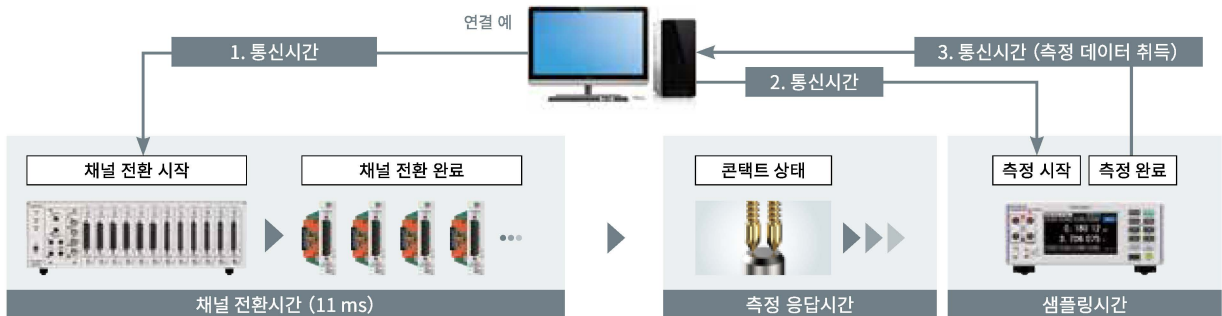 연결 예
1. 통신시간
3. 통신시간 (측정 데이터 취득)
2. 통신시간
채널 전환 시작
채널 전환 완료
콘택트 상태
측정 시작
측정 완료
채널 전환시간 (11 ms)
측정 응답시간
샘플링시간